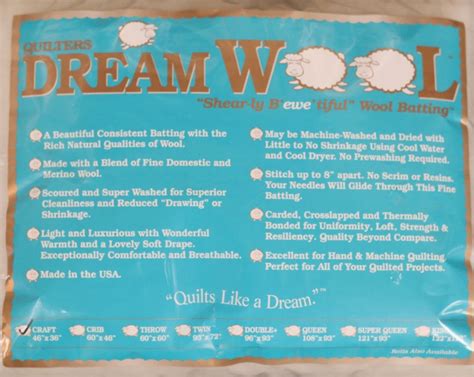 QUILTERS
DREAM WOOL
"Shear-ly B'ewe'tiful" Wool Batting
A Beautiful Consistent Batting with the
Rich Natural Qualities of Wool.
Made with a Blend of Fine Domestic and
Merino Wool.
Scoured and Super Washed for Superior
Cleanliness and Reduced "Drawing" or
Shrinkage.
Light and Luxurious with Wonderful
Warmth and a Lovely Soft Drape.
Exceptionally Comfortable and Breathable.
Made in the USA.
May be Machine-Washed and Dried with
Little to No Shrinkage Using Cool Water
and Cool Dryer. No Prewashing Required.
Stitch up to 8" apart. No Scrim or Resins.
Your Needles Will Glide Through This Fine
Batting.
Carded, Crosslapped and Thermally
Bonded for Uniformity, Loft, Strength &
Resiliency. Quality Beyond Compare.
Excellent for Hand & Machine Quilting.
Perfect for All of Your Quilted Projects.
"Quilts Like a Dream."™
CRAFT CRIB THROW TWIN DOUBLE+ QUEEN SUPER QUEEN KING
46"x36" 60"x46" 60"x60" 93"x72" 96"x93" 108"x93" 121"x93"
Rolls Also Available